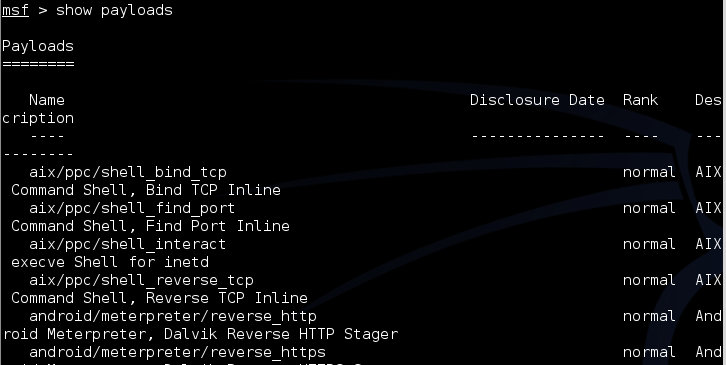 msf > show payloads
Payloads
========
Name Disclosure Date Rank Des
cription
---- --------------- ---- ---
--------
aix/ppc/shell_bind_tcp normal AIX
Command Shell, Bind TCP Inline
aix/ppc/shell_find_port normal AIX
Command Shell, Find Port Inline
aix/ppc/shell_interact normal AIX
execve Shell for inetd
aix/ppc/shell_reverse_tcp normal AIX
Command Shell, Reverse TCP Inline
android/meterpreter/reverse_http normal And
roid Meterpreter, Dalvik Reverse HTTP Stager
android/meterpreter/reverse_https normal And